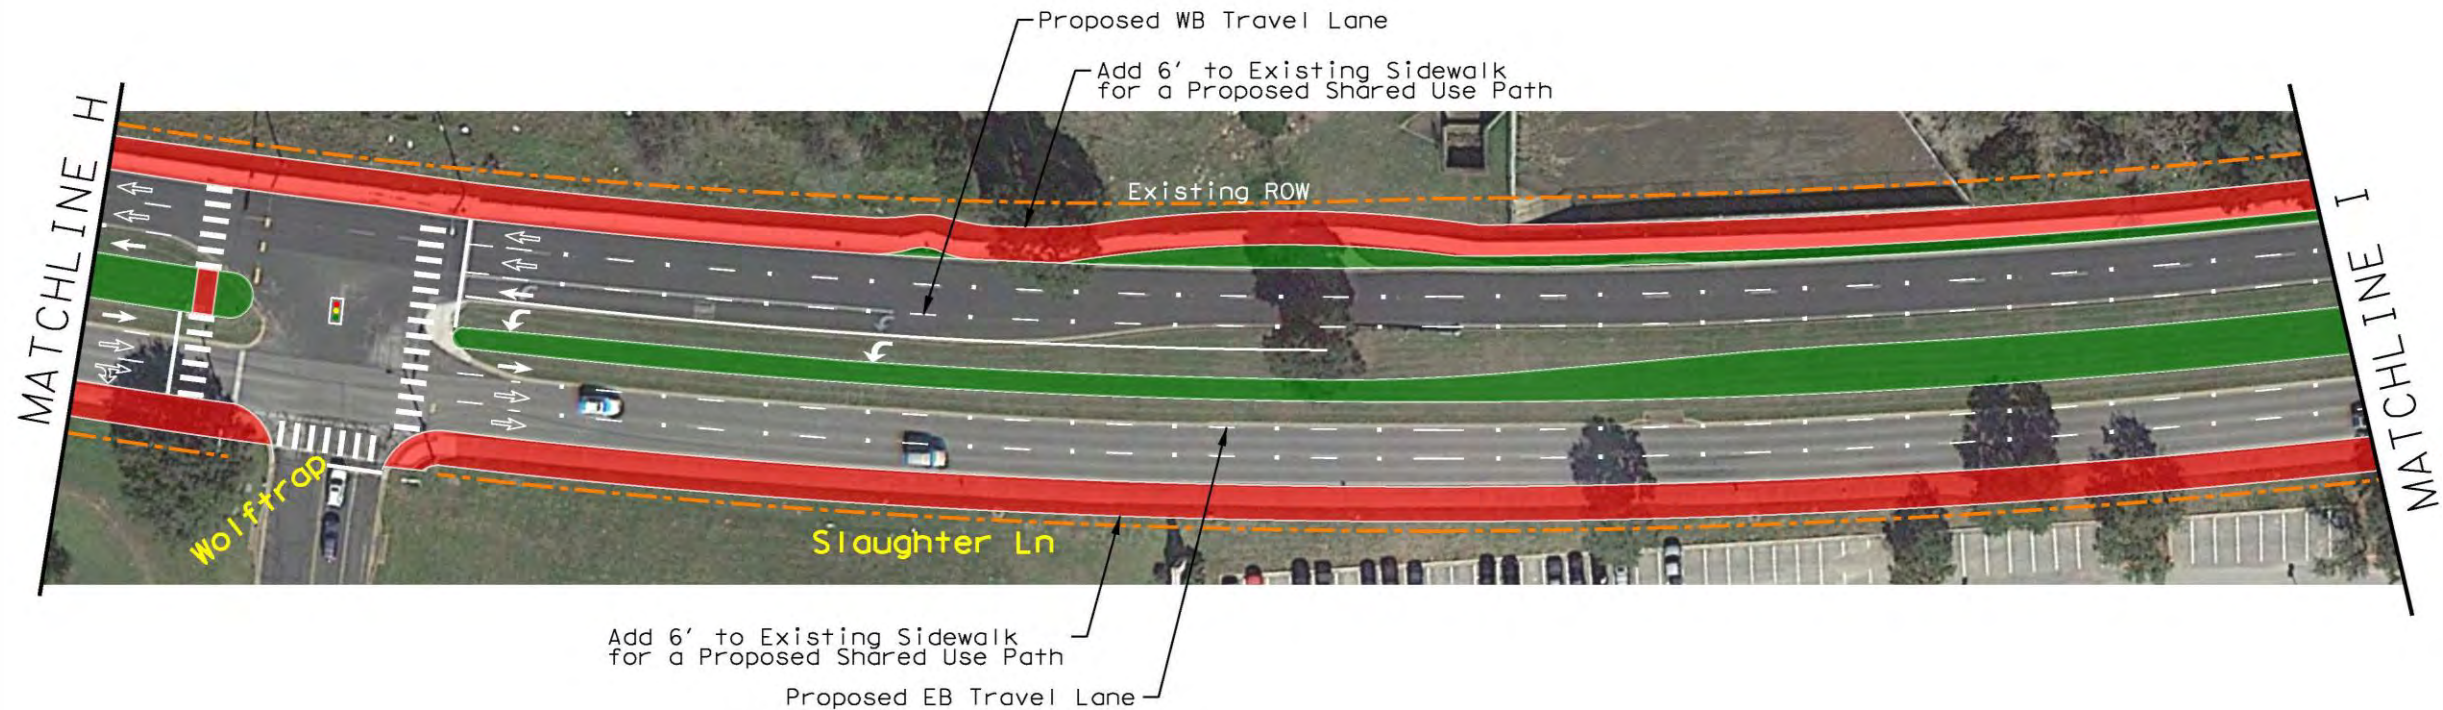 Proposed WB Travel Lane
Add 6' to Existing Sidewalk
for a Proposed Shared Use Path
MATCHLINE H
Existing ROW
MATCHLINE I
Wolftrap
Slaughter Ln
Add 6' to Existing Sidewalk
for a Proposed Shared Use Path
Proposed EB Travel Lane